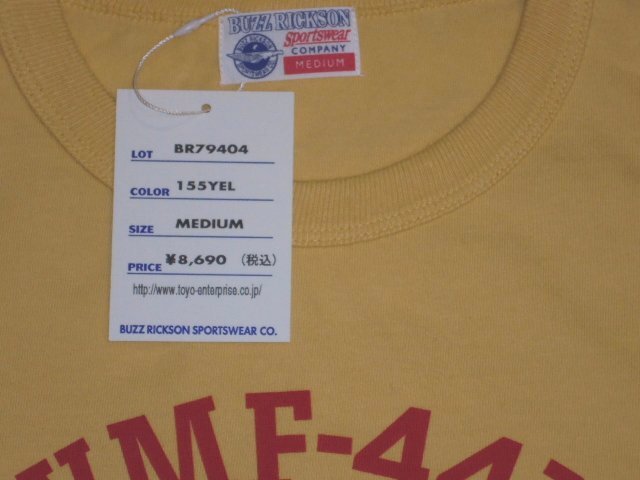 BUZZ RICKSON
Sportswear
COMPANY
MEDIUM
LOT BR79404
COLOR 155YEL
SIZE MEDIUM
PRICE ¥8,690 (税込)
http://www.toyo-enterprise.co.jp/
BUZZ RICKSON SPORTSWEAR CO.